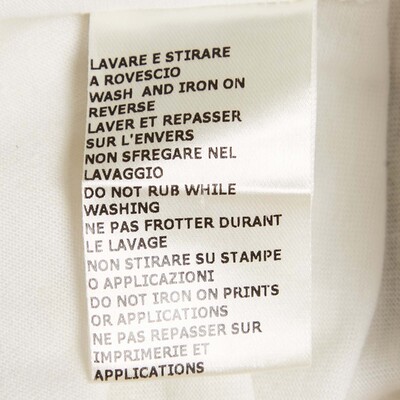 LAVARE E STIRARE
A ROVESCIO
WASH AND IRON ON
REVERSE
LAVER ET REPASSER
SUR L'ENVERS
NON SFREGARE NEL
LAVAGGIO
DO NOT RUB WHILE
WASHING
NE PAS FROTTER DURANT
LE LAVAGE
NON STIRARE SU STAMPE
O APPLICAZIONI
DO NOT IRON ON PRINTS
OR APPLICATIONS
NE PAS REPASSER SUR
IMPRIMERIE ET
APPLICATIONS